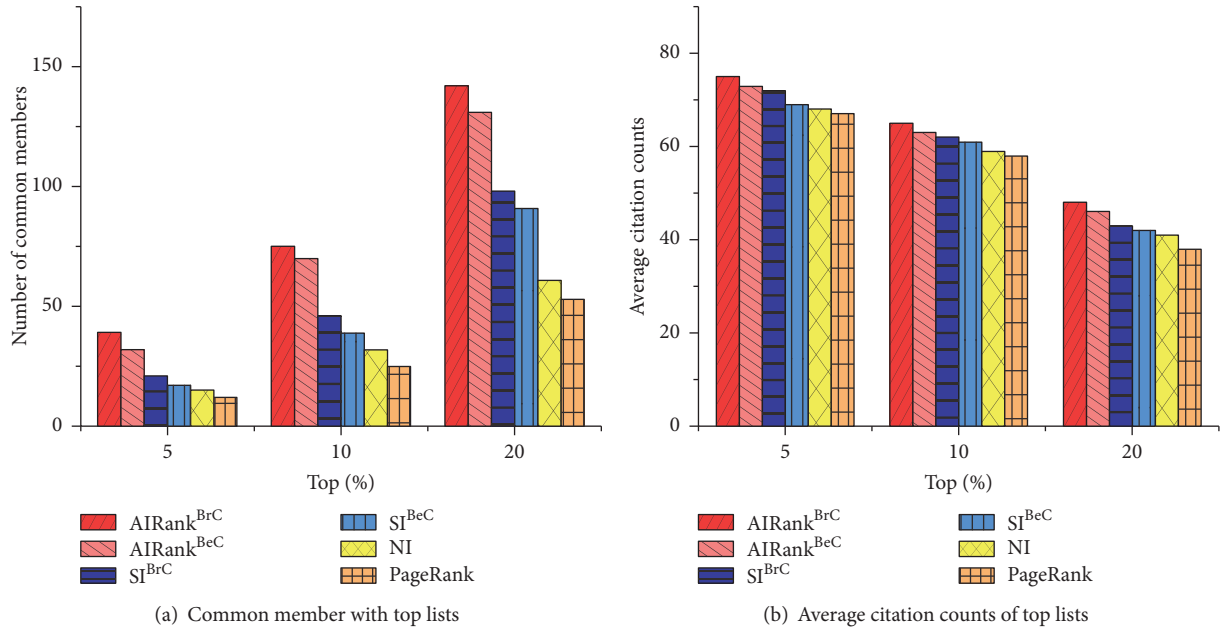 Number of common members
150
100
50
0
5
10
20
Top (%)
AIRank^BrC
AIRank^BeC
SI^BrC
SI^BeC
NI
PageRank
(a) Common member with top lists
Average citation counts
80
60
40
20
0
5
10
20
Top (%)
AIRank^BrC
AIRank^BeC
SI^BrC
SI^BeC
NI
PageRank
(b) Average citation counts of top lists